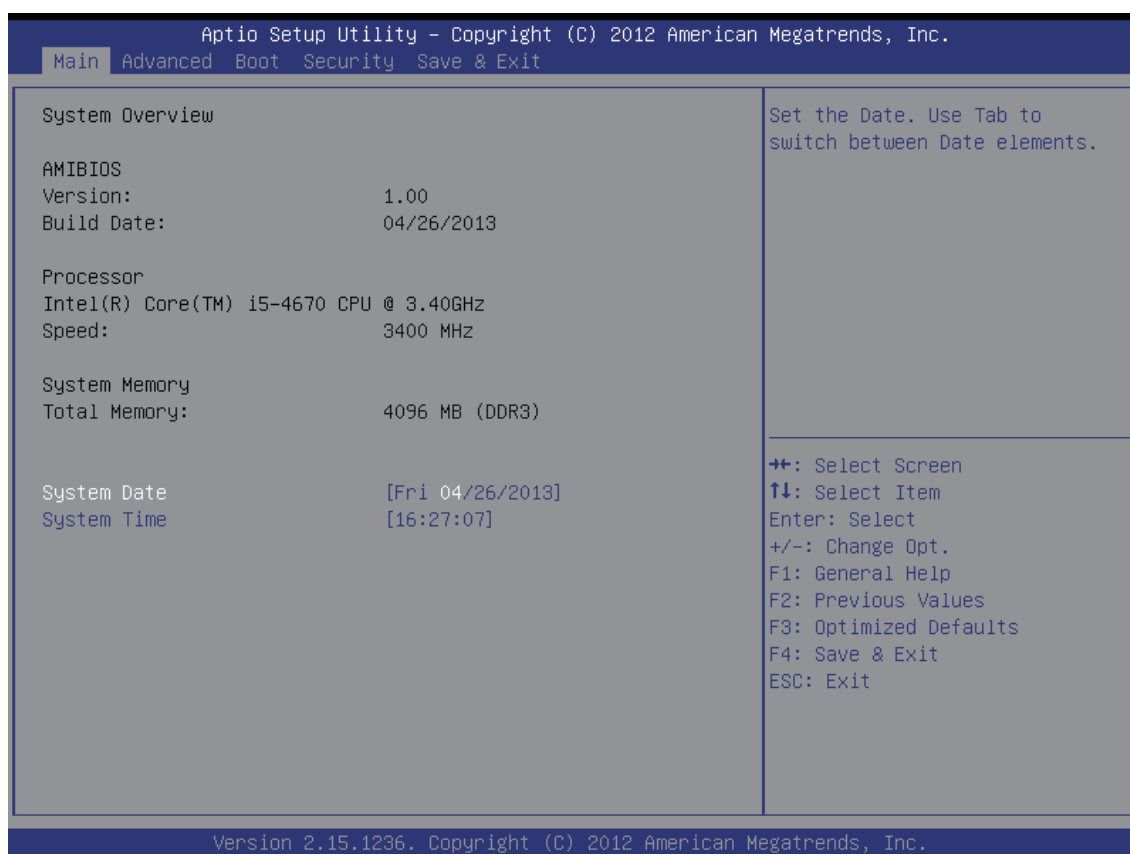 Aptio Setup Utility – Copyright (C) 2012 American Megatrends, Inc.
Main Advanced Boot Security Save & Exit
System Overview
AMIBIOS
Version: 1.00
Build Date: 04/26/2013
Processor
Intel(R) Core(TM) i5-4670 CPU @ 3.40GHz
Speed: 3400 MHz
System Memory
Total Memory: 4096 MB (DDR3)
System Date [Fri 04/26/2013]
System Time [16:27:07]
Set the Date. Use Tab to
switch between Date elements.
→←: Select Screen
↑↓: Select Item
Enter: Select
+/-: Change Opt.
F1: General Help
F2: Previous Values
F3: Optimized Defaults
F4: Save & Exit
ESC: Exit
Version 2.15.1236. Copyright (C) 2012 American Megatrends, Inc.